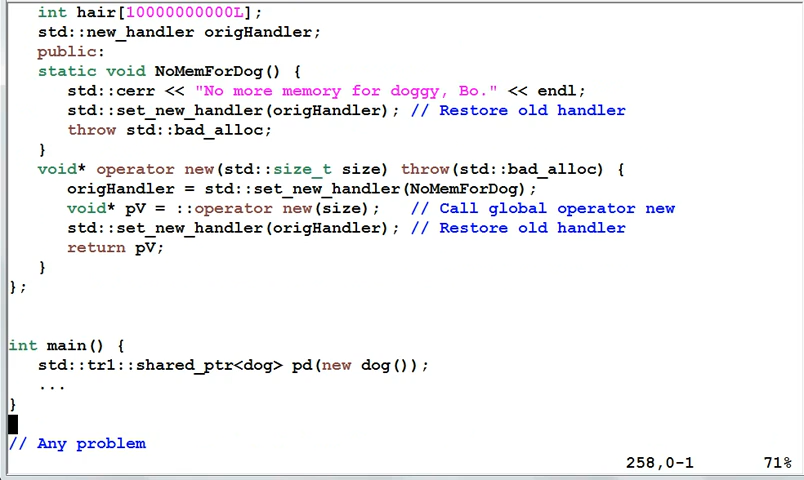 int hair[10000000000L];
std::new_handler origHandler;
public:
static void NoMemForDog() {
std::cerr << "No more memory for doggy, Bo." << endl;
std::set_new_handler(origHandler); // Restore old handler
throw std::bad_alloc;
}
void* operator new(std::size_t size) throw(std::bad_alloc) {
origHandler = std::set_new_handler(NoMemForDog);
void* pV = ::operator new(size); // Call global operator new
std::set_new_handler(origHandler); // Restore old handler
return pV;
}
};
int main() {
std::tr1::shared_ptr<dog> pd(new dog());
...
}
// Any problem
258,0-1 71%